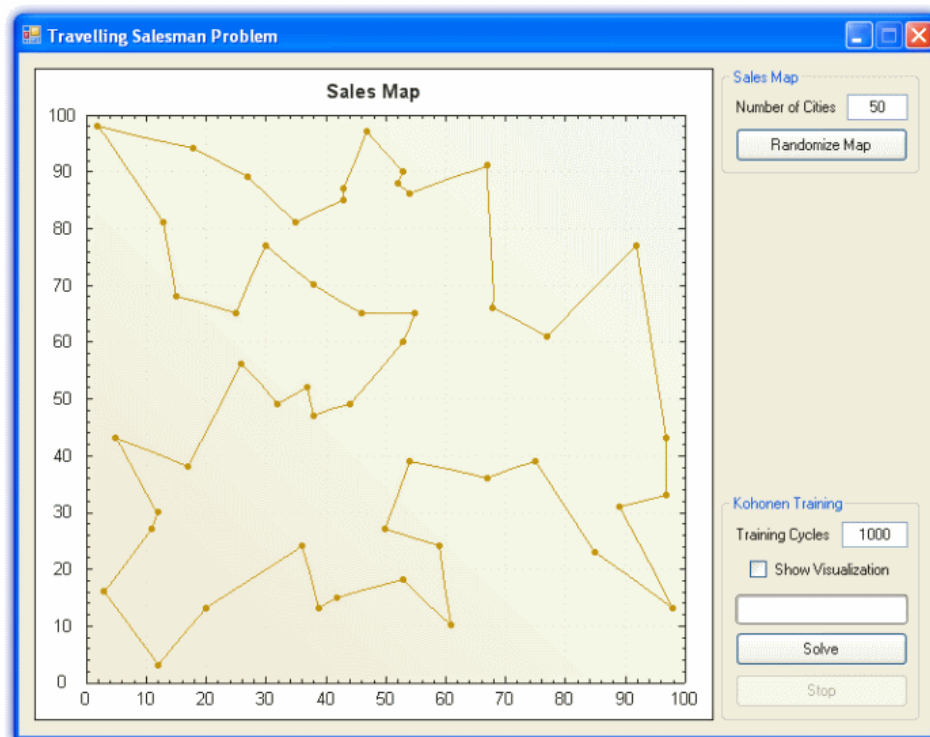 Travelling Salesman Problem
Sales Map
100
90
80
70
60
50
40
30
20
10
0
0 10 20 30 40 50 60 70 80 90 100
Sales Map
Number of Cities 50
Randomize Map
Kohonen Training
Training Cycles 1000
Show Visualization
Solve
Stop